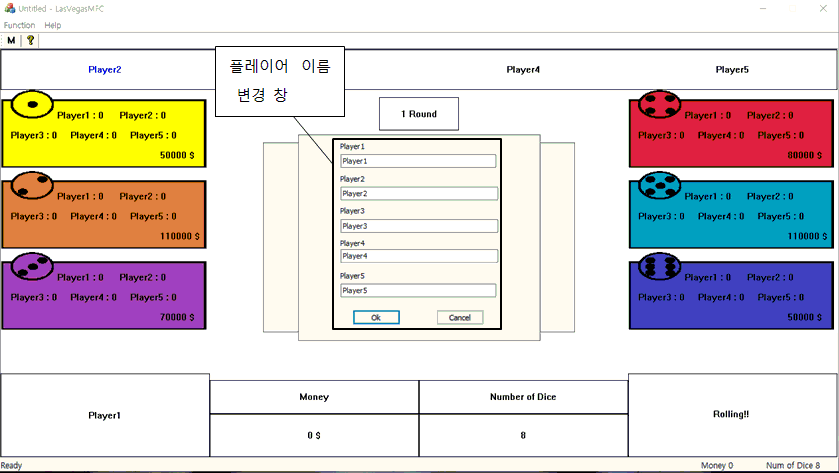 Untitled - LasVegasMFC
Function Help
M ?
Player2
플레이어 이름
변경 창
Player4
Player5
1 Round
Player1 : 0 Player2 : 0
Player3 : 0 Player4 : 0 Player5 : 0
50000 $
Player1 : 0 Player2 : 0
Player3 : 0 Player4 : 0 Player5 : 0
110000 $
Player1 : 0 Player2 : 0
Player3 : 0 Player4 : 0 Player5 : 0
70000 $
Player1
Player1
Player2
Player2
Player3
Player3
Player4
Player4
Player5
Player5
Ok Cancel
Player1 : 0 Player2 : 0
Player3 : 0 Player4 : 0 Player5 : 0
80000 $
Player1 : 0 Player2 : 0
Player3 : 0 Player4 : 0 Player5 : 0
110000 $
Player1 : 0 Player2 : 0
Player3 : 0 Player4 : 0 Player5 : 0
50000 $
Player1
Money
0 $
Number of Dice
8
Rolling!!
Ready
Money 0
Num of Dice 8